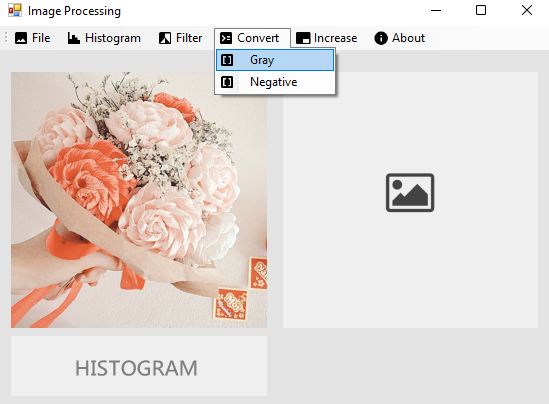 Image Processing
File Histogram Filter Convert Increase About
Gray
Negative
HISTOGRAM